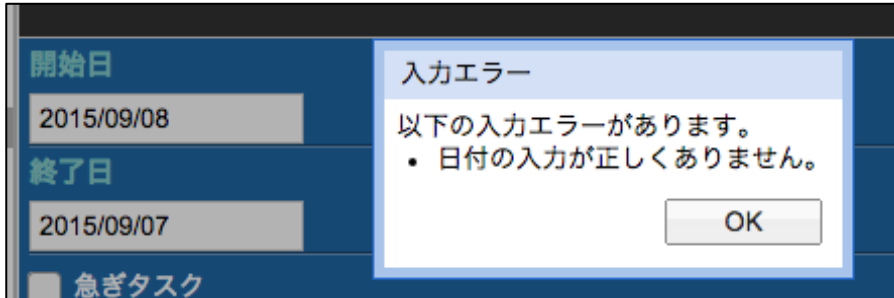 開始日
2015/09/08
終了日
2015/09/07
急ぎタスク
入力エラー
以下の入力エラーがあります。
• 日付の入力が正しくありません。
OK